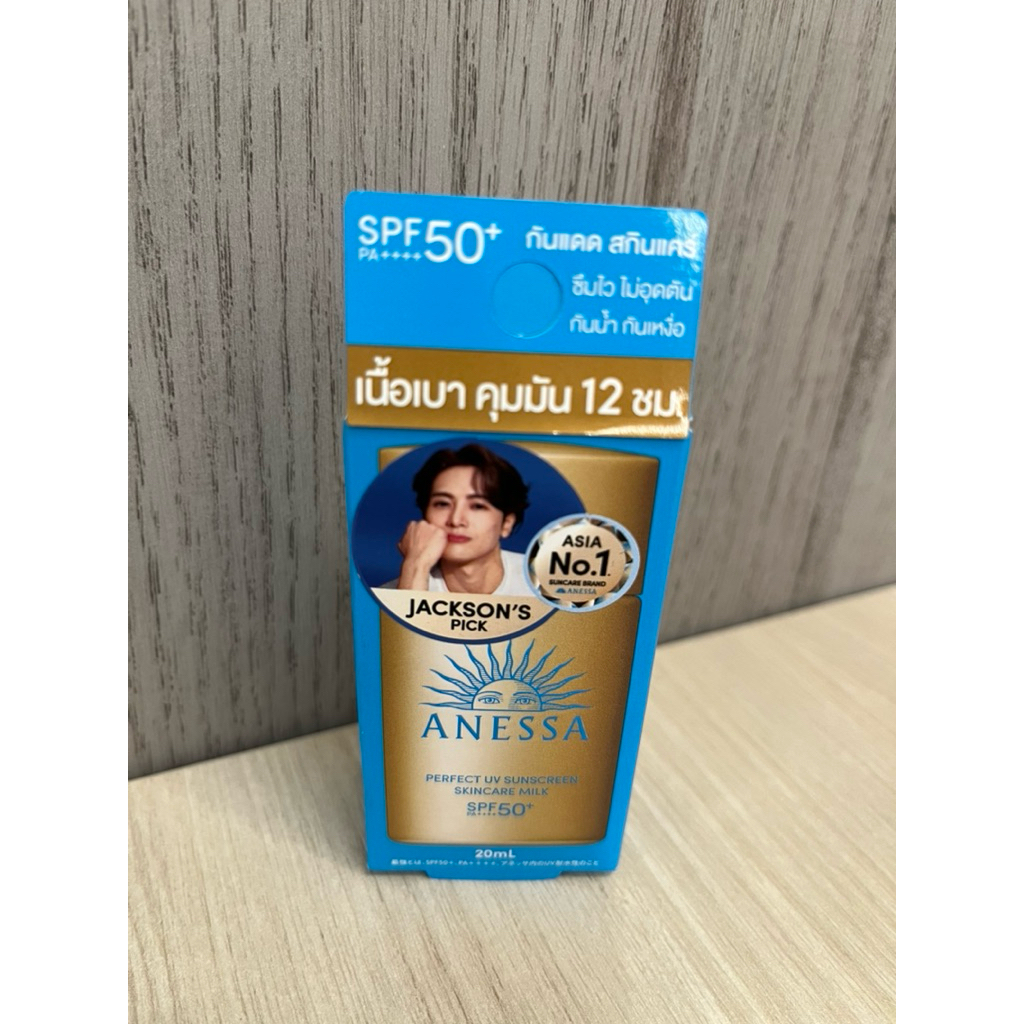 SPF50+
PA++++
กันแดด สกินแคร์
ซึมไว ไม่อุดตัน
กันน้ำ กันเหงื่อ
เนื้อเบา คุมมัน 12 ชม.
ASIA
No.1
SUNCARE BRAND
ANESSA
JACKSON'S
PICK
ANESSA
PERFECT UV SUNSCREEN
SKINCARE MILK
SPF50+
PA++++
20mL